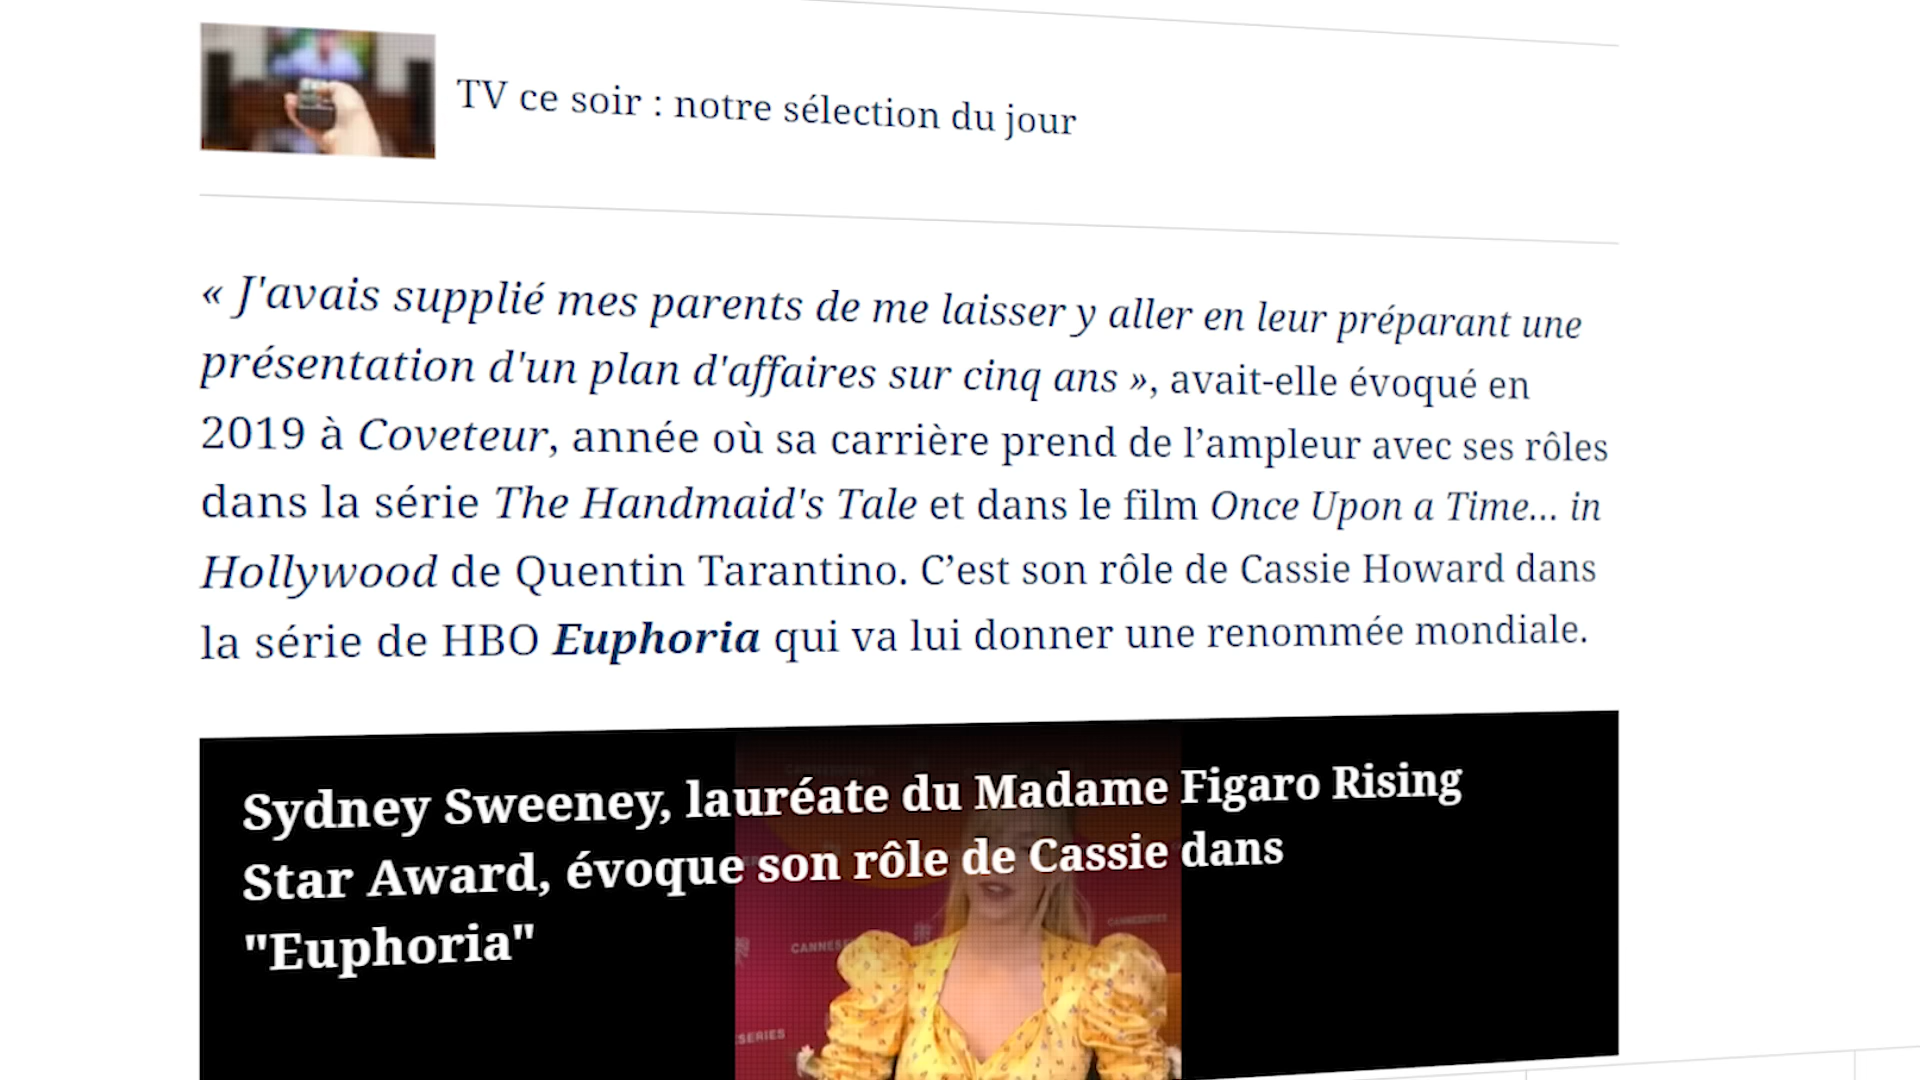 TV ce soir : notre sélection du jour
« J'avais supplié mes parents de me laisser y aller en leur préparant une
présentation d'un plan d'affaires sur cinq ans », avait-elle évoqué en
2019 à Coveteur, année où sa carrière prend de l’ampleur avec ses rôles
dans la série The Handmaid's Tale et dans le film Once Upon a Time... in
Hollywood de Quentin Tarantino. C’est son rôle de Cassie Howard dans
la série de HBO Euphoria qui va lui donner une renommée mondiale.
Sydney Sweeney, lauréate du Madame Figaro Rising
Star Award, évoque son rôle de Cassie dans
"Euphoria"
CANNESERIES